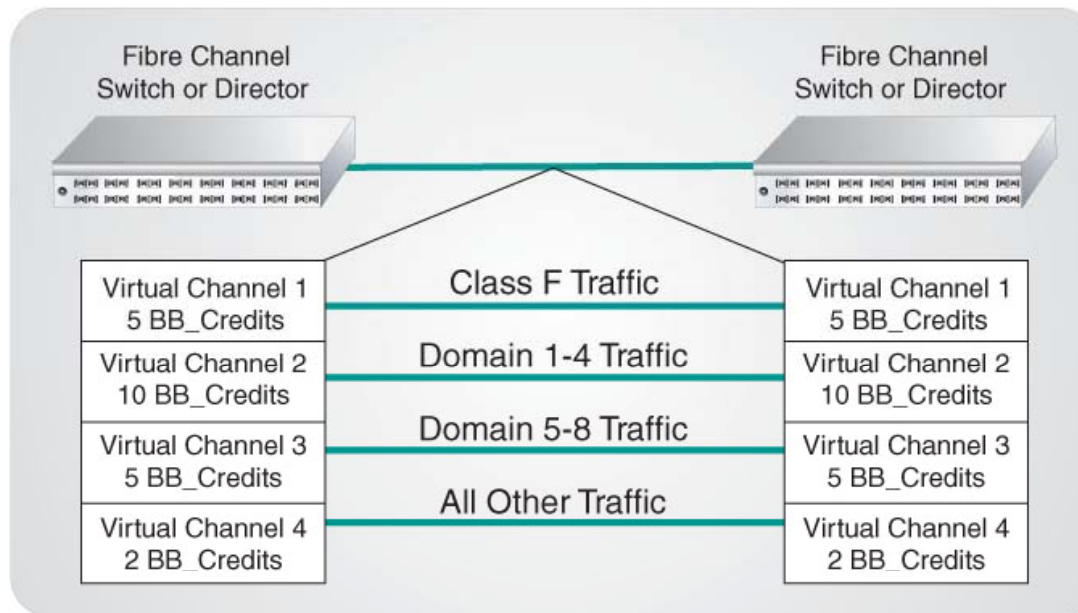 Fibre Channel
Switch or Director
Fibre Channel
Switch or Director
Virtual Channel 1
5 BB_Credits
Class F Traffic
Virtual Channel 1
5 BB_Credits
Virtual Channel 2
10 BB_Credits
Domain 1-4 Traffic
Virtual Channel 2
10 BB_Credits
Virtual Channel 3
5 BB_Credits
Domain 5-8 Traffic
Virtual Channel 3
5 BB_Credits
Virtual Channel 4
2 BB_Credits
All Other Traffic
Virtual Channel 4
2 BB_Credits